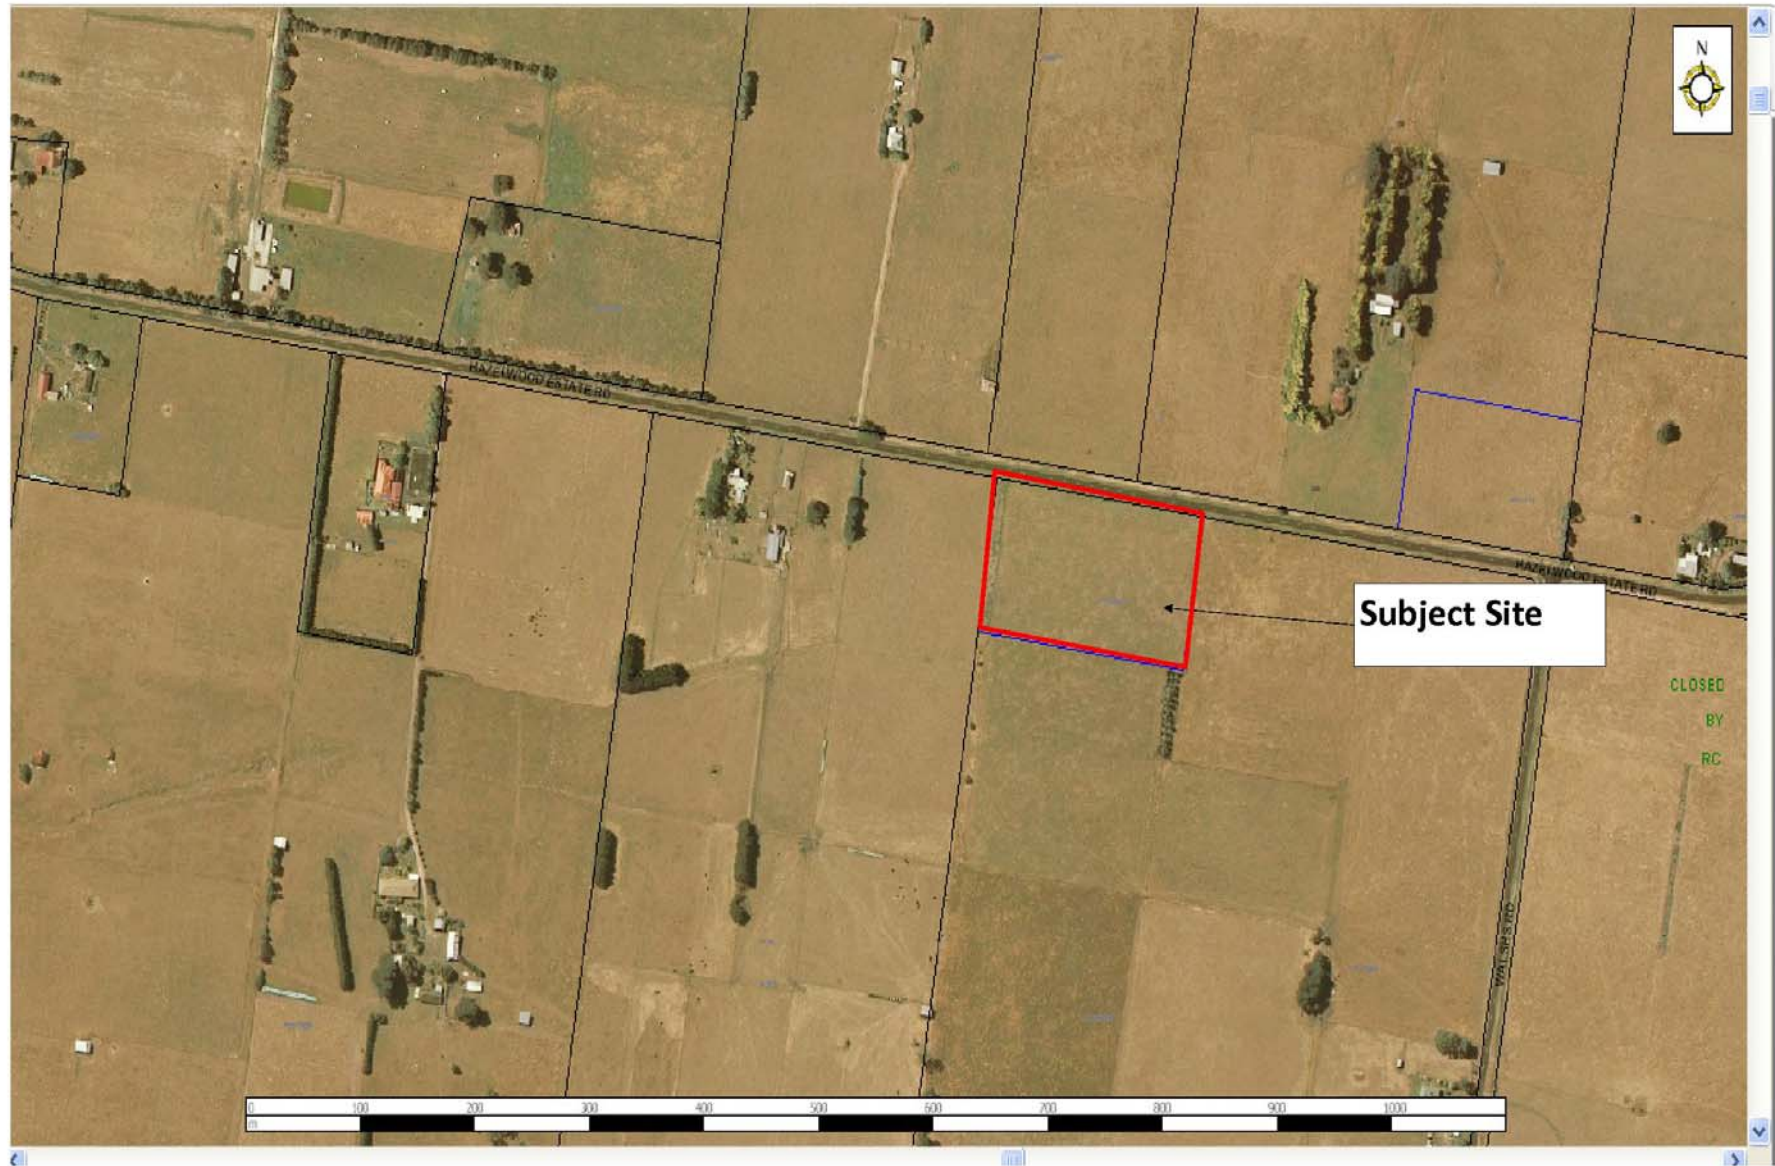 N
HAZELWOOD ESTATE RD
HAZELWOOD ESTATE RD
Subject Site
CLOSED
BY
RC
WALSHS RD
0 100 200 300 400 500 600 700 800 900 1000
m